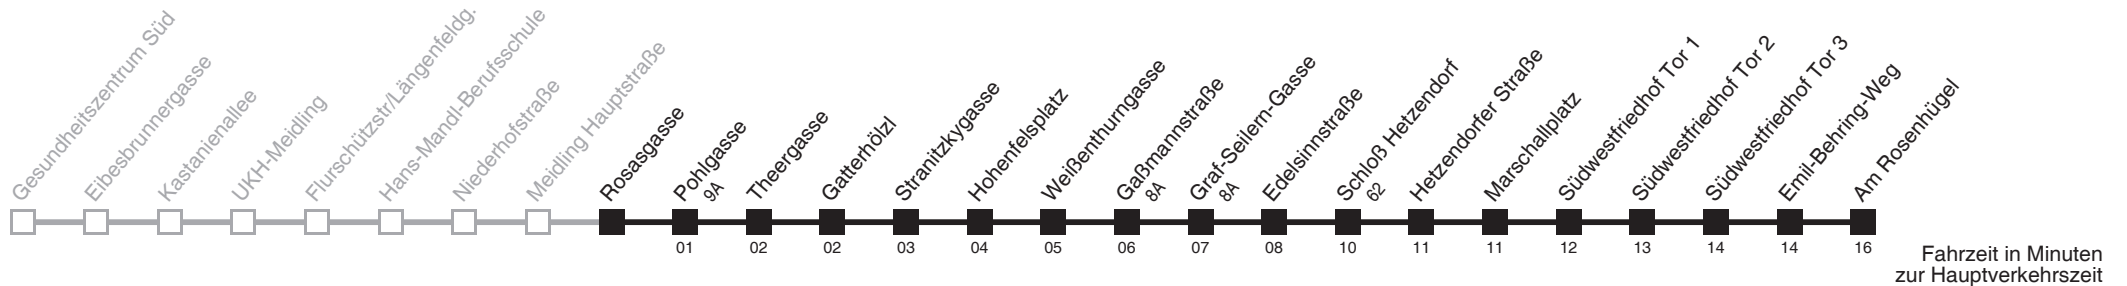 Gesundheitszentrum Süd
Eibesbrunnergasse
Kastanienallee
UKH-Meidling
Flurschützstr/Längenfeldg.
Hans-Mandl-Berufsschule
Niederhofstraße
Meidling Hauptstraße
Rosasgasse
Pohlgasse
9A
Theergasse
Gatterhölzl
Stranitzkygasse
Hohenfelsplatz
Weißenthurngasse
Gaßmannstraße
8A
Graf-Seilern-Gasse
8A
Edelsinnstraße
Schloß Hetzendorf
62
Hetzendorfer Straße
Marschallplatz
Südwestfriedhof Tor 1
Südwestfriedhof Tor 2
Südwestfriedhof Tor 3
Emil-Behring-Weg
Am Rosenhügel
01 02 02 03 04 05 06 07 08 10 11 11 12 13 14 14 16
Fahrzeit in Minuten
zur Hauptverkehrszeit